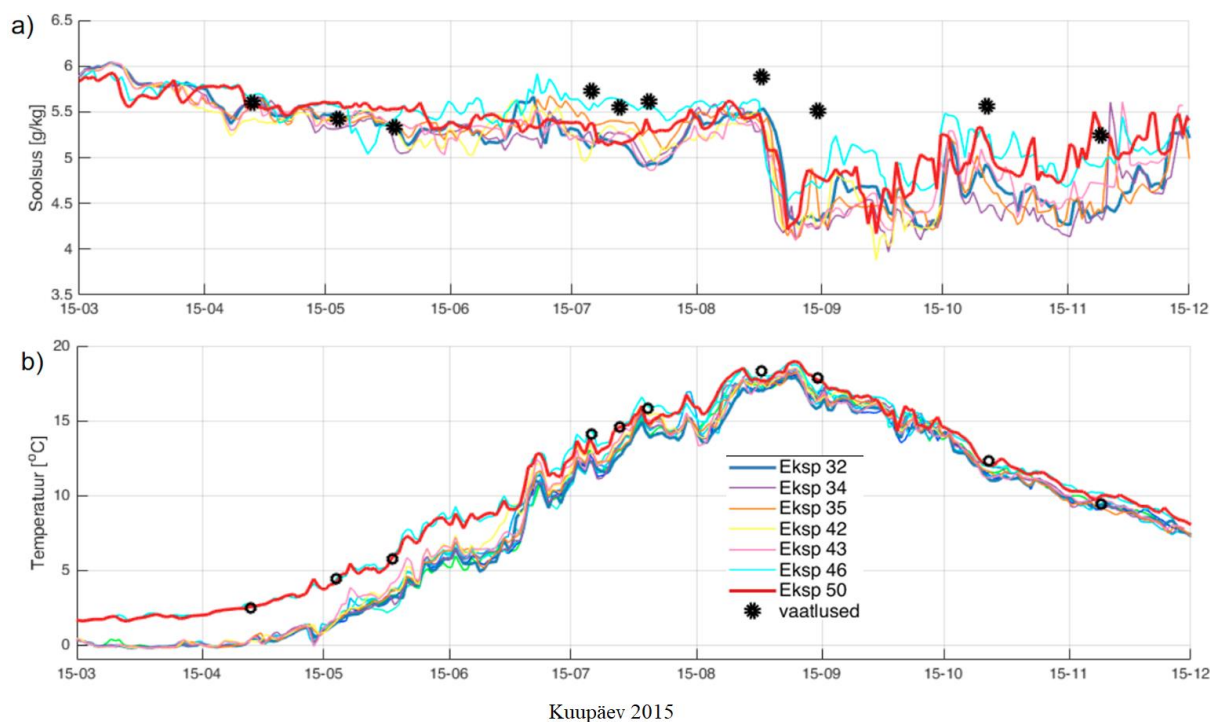 a)
Soolsus [g/kg]
6.5
6
5.5
5
4.5
4
3.5
15-03 15-04 15-05 15-06 15-07 15-08 15-09 15-10 15-11 15-12
b)
Temperatuur [°C]
20
15
10
5
0
Eksp 32
Eksp 34
Eksp 35
Eksp 42
Eksp 43
Eksp 46
Eksp 50
vaatlused
15-03 15-04 15-05 15-06 15-07 15-08 15-09 15-10 15-11 15-12
Kuupäev 2015